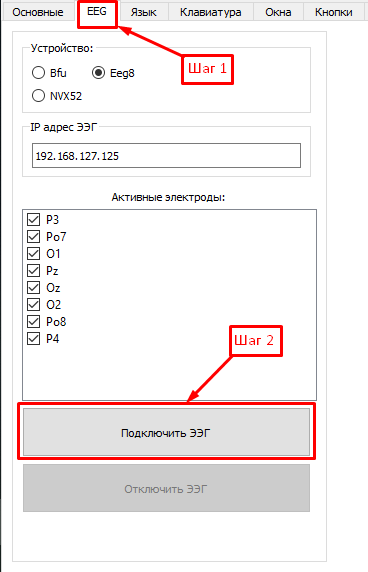 Основные EEG Язык Клавиатура Окна Кнопки
Устройство:
Шаг 1
Bfu Eeg8
NVX52
IP адрес ЭЭГ
192.168.127.125
Активные электроды:
P3
Po7
O1
Pz
Oz
O2
Po8
P4
Шаг 2
Подключить ЭЭГ
Отключить ЭЭГ